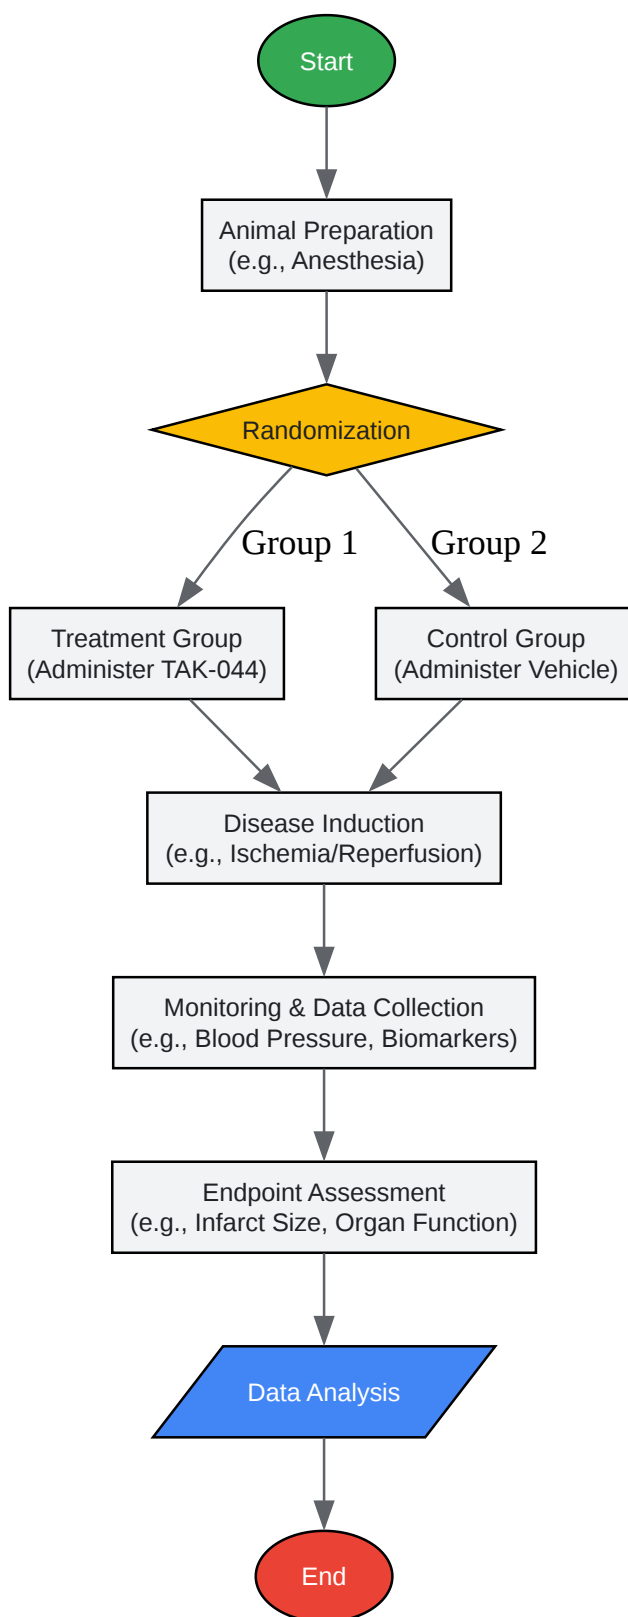 Start
Animal Preparation
(e.g., Anesthesia)
Randomization
Group 1
Group 2
Treatment Group
(Administer TAK-044)
Control Group
(Administer Vehicle)
Disease Induction
(e.g., Ischemia/Reperfusion)
Monitoring & Data Collection
(e.g., Blood Pressure, Biomarkers)
Endpoint Assessment
(e.g., Infarct Size, Organ Function)
Data Analysis
End